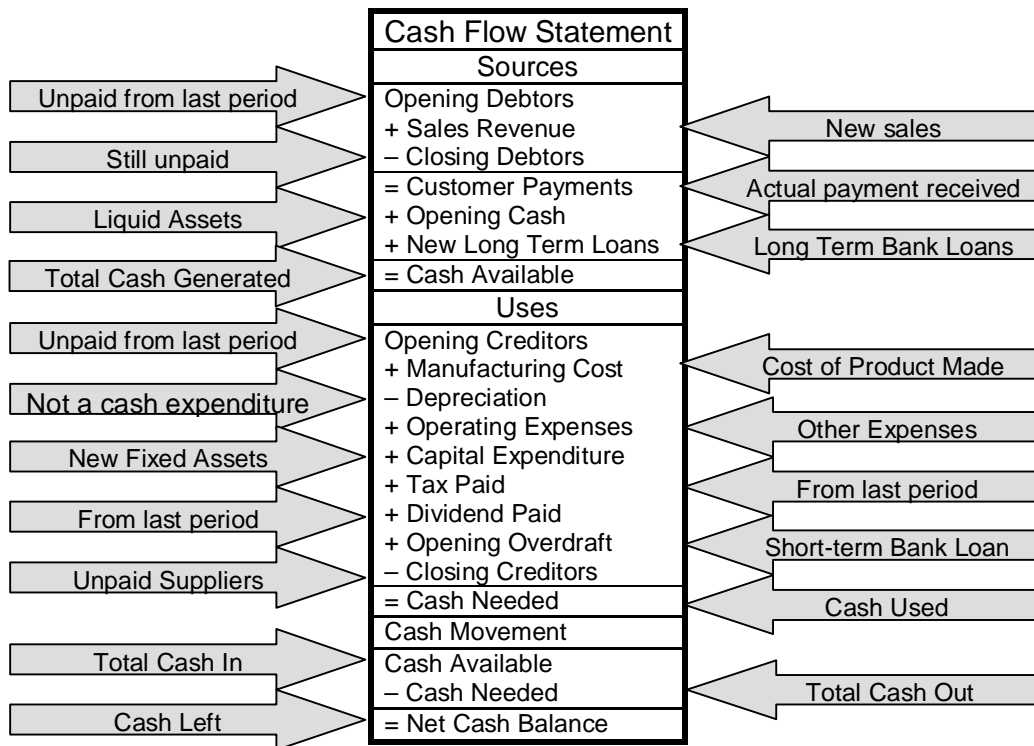 Cash Flow Statement
Sources
Unpaid from last period
Opening Debtors
+ Sales Revenue
New sales
Still unpaid
– Closing Debtors
= Customer Payments
Actual payment received
Liquid Assets
+ Opening Cash
+ New Long Term Loans
Long Term Bank Loans
Total Cash Generated
= Cash Available
Uses
Unpaid from last period
Opening Creditors
+ Manufacturing Cost
Cost of Product Made
Not a cash expenditure
– Depreciation
+ Operating Expenses
Other Expenses
New Fixed Assets
+ Capital Expenditure
+ Tax Paid
From last period
From last period
+ Dividend Paid
+ Opening Overdraft
Short-term Bank Loan
Unpaid Suppliers
– Closing Creditors
= Cash Needed
Cash Used
Cash Movement
Total Cash In
Cash Available
– Cash Needed
Total Cash Out
Cash Left
= Net Cash Balance